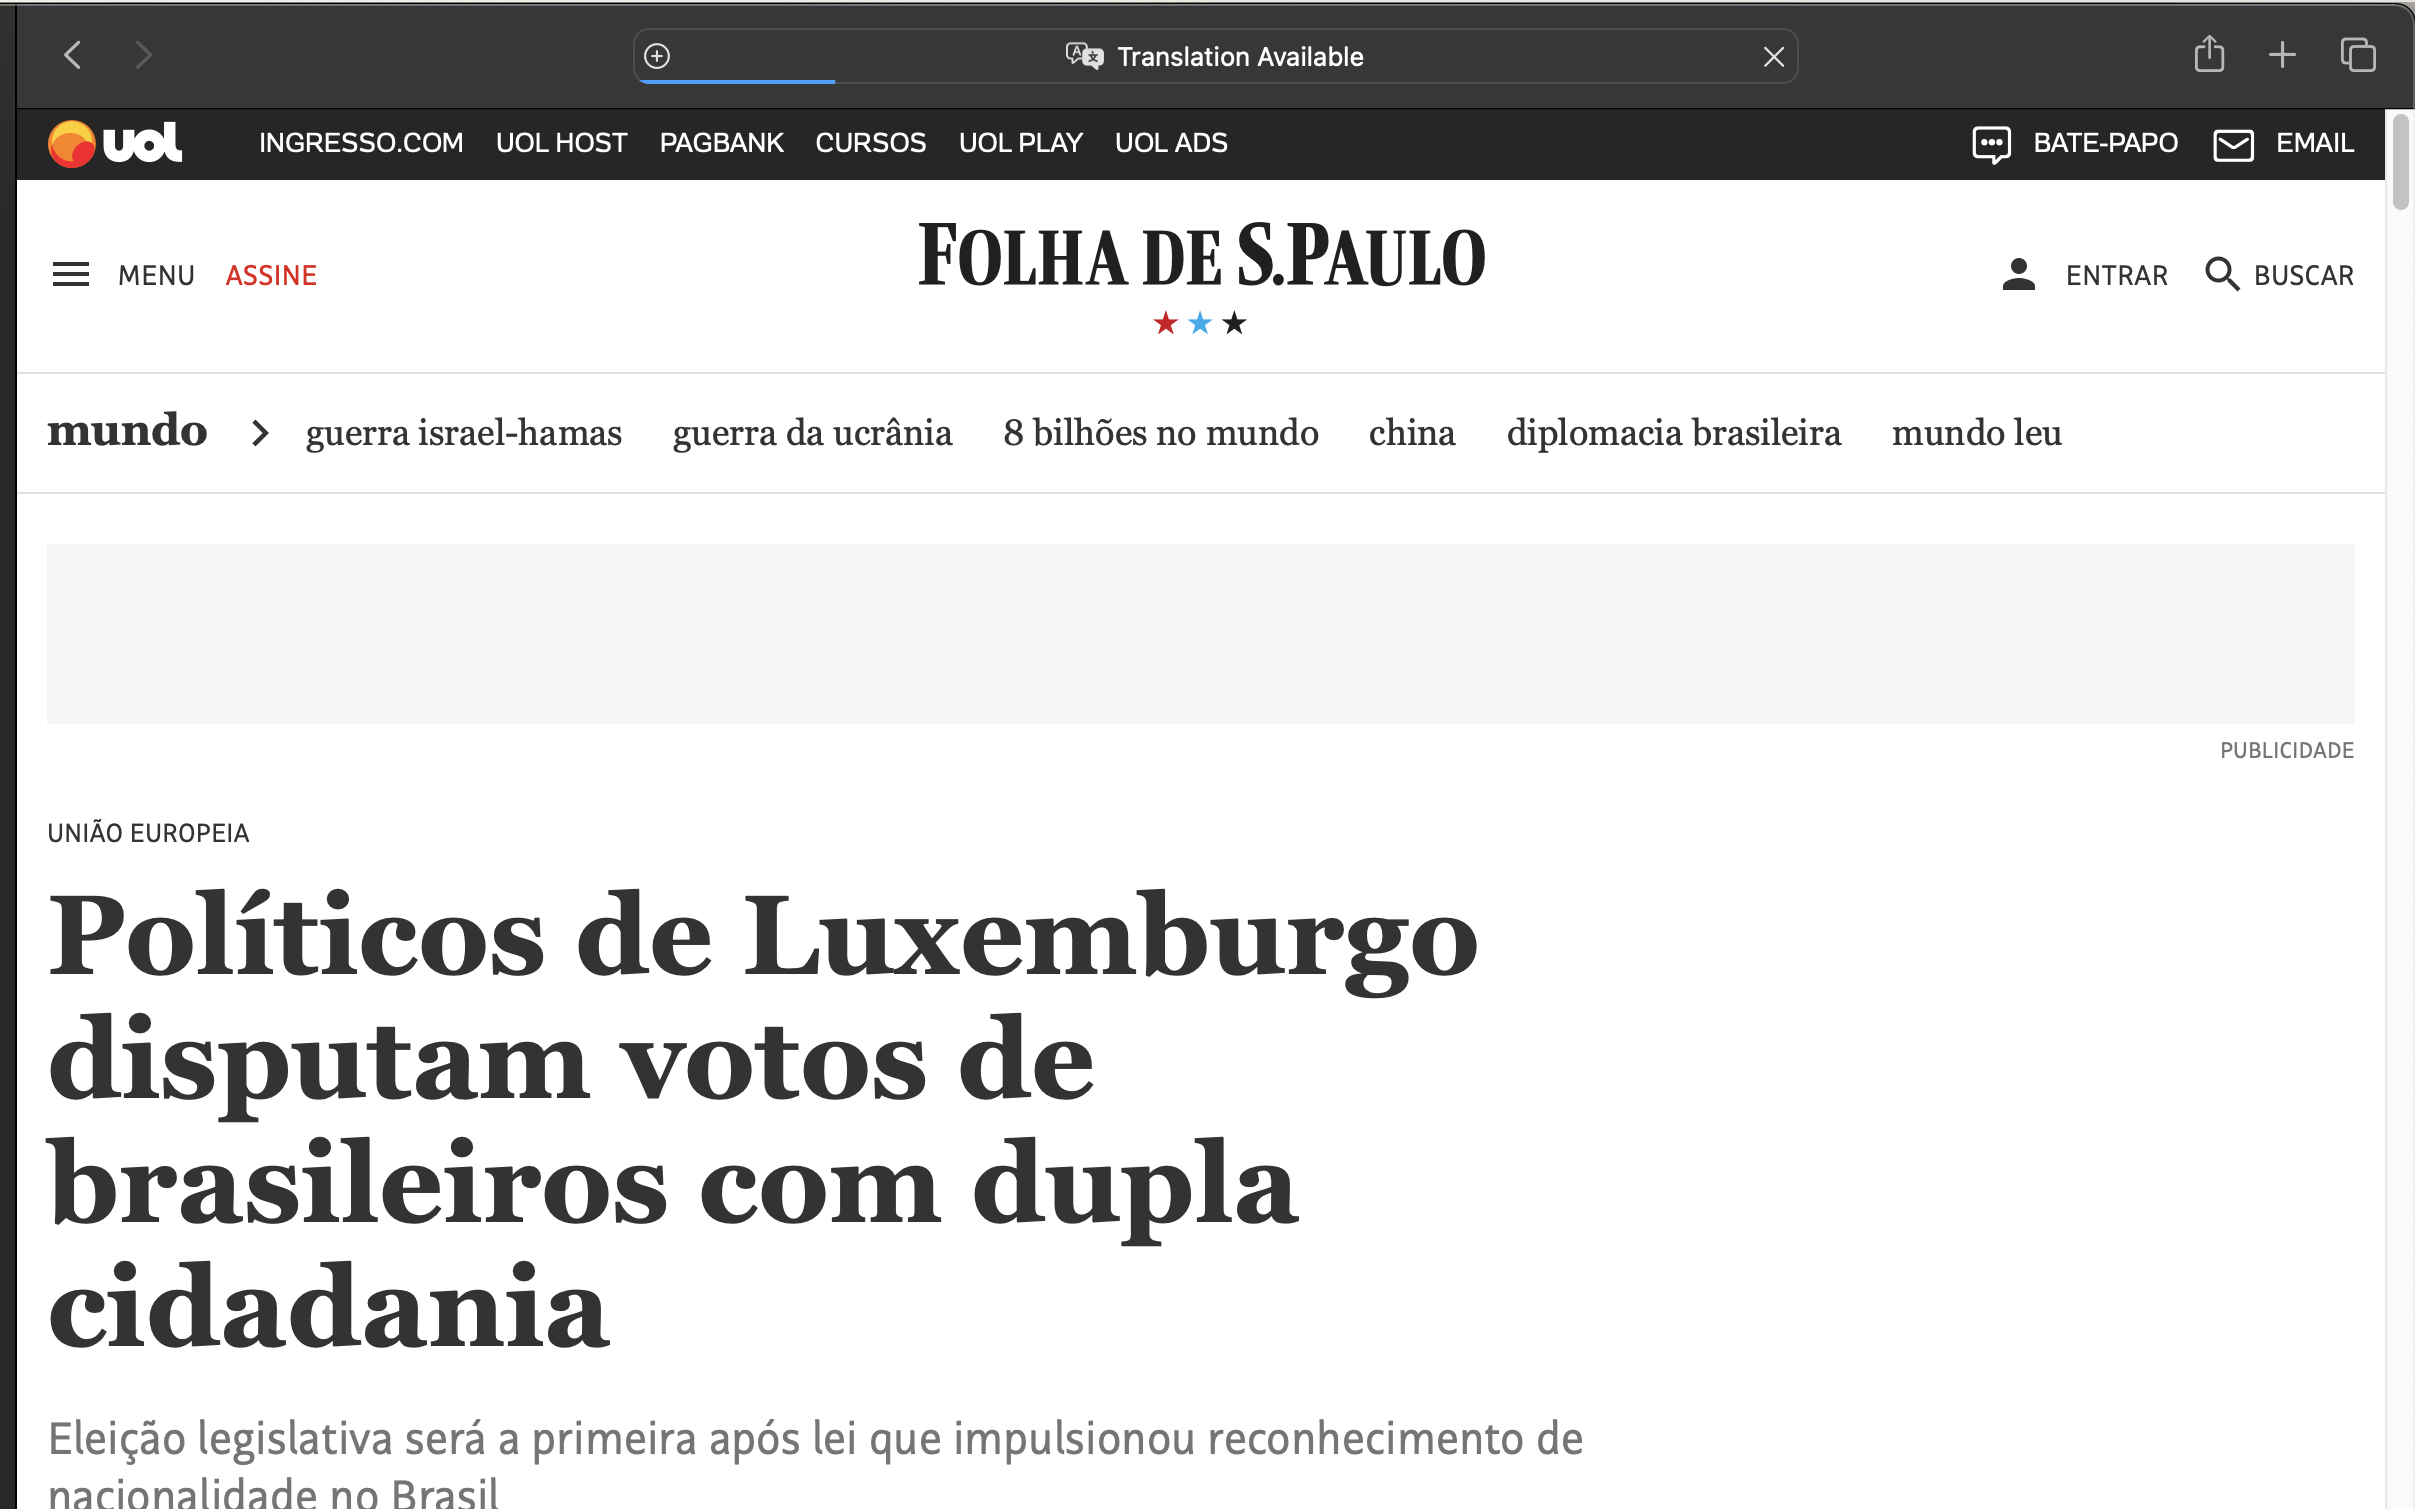 Translation Available
uol INGRESSO.COM UOL HOST PAGBANK CURSOS UOL PLAY UOL ADS BATE-PAPO EMAIL
MENU ASSINE FOLHA DE S.PAULO ENTRAR BUSCAR
mundo guerra israel-hamas guerra da ucrânia 8 bilhões no mundo china diplomacia brasileira mundo leu
PUBLICIDADE
UNIÃO EUROPEIA
Políticos de Luxemburgo
disputam votos de
brasileiros com dupla
cidadania
Eleição legislativa será a primeira após lei que impulsionou reconhecimento de
nacionalidade no Brasil